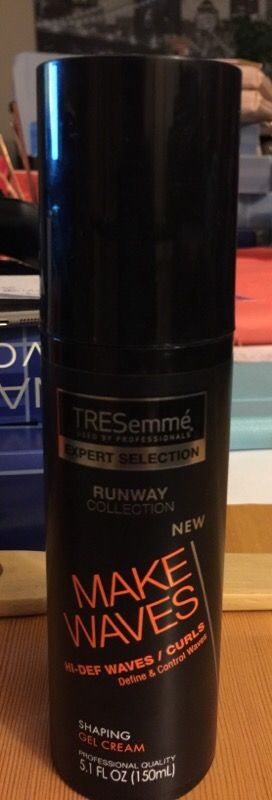 TRESemmé
USED BY PROFESSIONALS
EXPERT SELECTION
RUNWAY
COLLECTION
NEW
MAKE
WAVES
HI-DEF WAVES / CURLS
Define & Control Waves
SHAPING
GEL CREAM
PROFESSIONAL QUALITY
5.1 FL OZ (150mL)